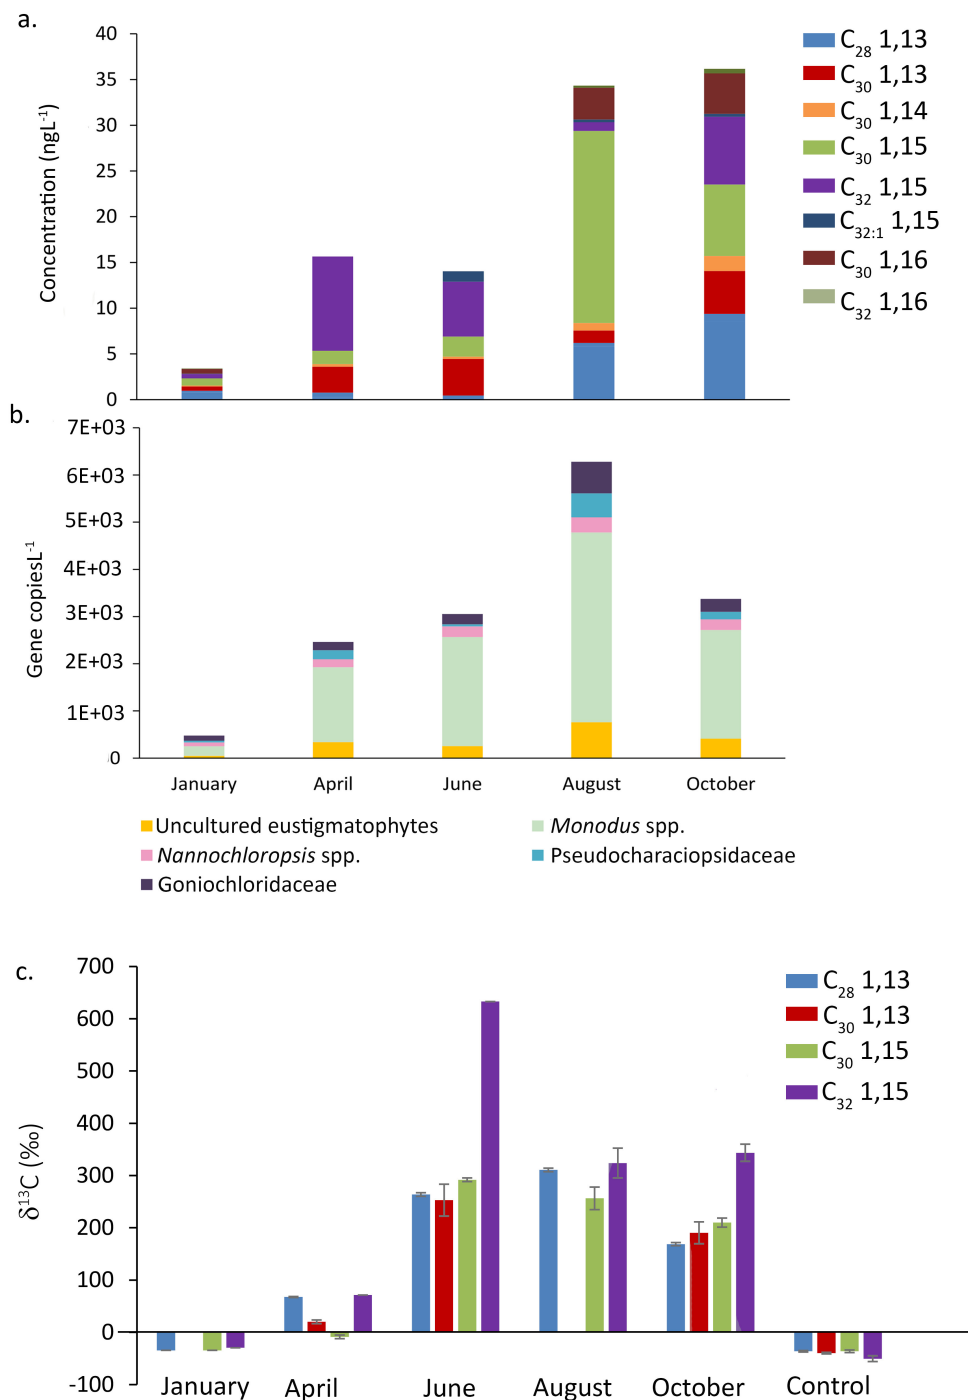 a.
40
35
30
25
20
15
10
5
0
Concentration (ngL⁻¹)
C₂₈ 1,13
C₃₀ 1,13
C₃₀ 1,14
C₃₀ 1,15
C₃₂ 1,15
C₃₂:₁ 1,15
C₃₀ 1,16
C₃₂ 1,16
b.
7E+03
6E+03
5E+03
4E+03
3E+03
2E+03
1E+03
0
Gene copiesL⁻¹
January April June August October
Uncultured eustigmatophytes Monodus spp.
Nannochloropsis spp. Pseudocharaciopsidaceae
Goniochloridaceae
c.
700
600
500
400
300
200
100
0
-100
δ¹³C (‰)
C₂₈ 1,13
C₃₀ 1,13
C₃₀ 1,15
C₃₂ 1,15
January April June August October Control